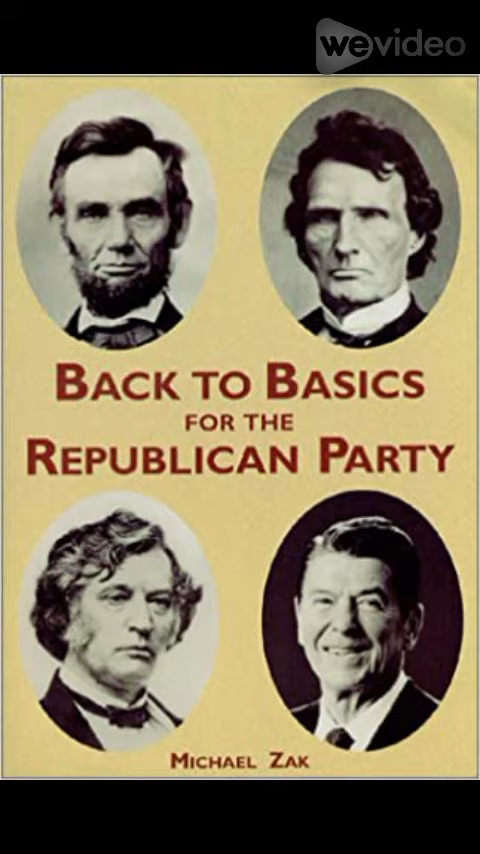 wevideo
BACK TO BASICS
FOR THE
REPUBLICAN PARTY
MICHAEL ZAK